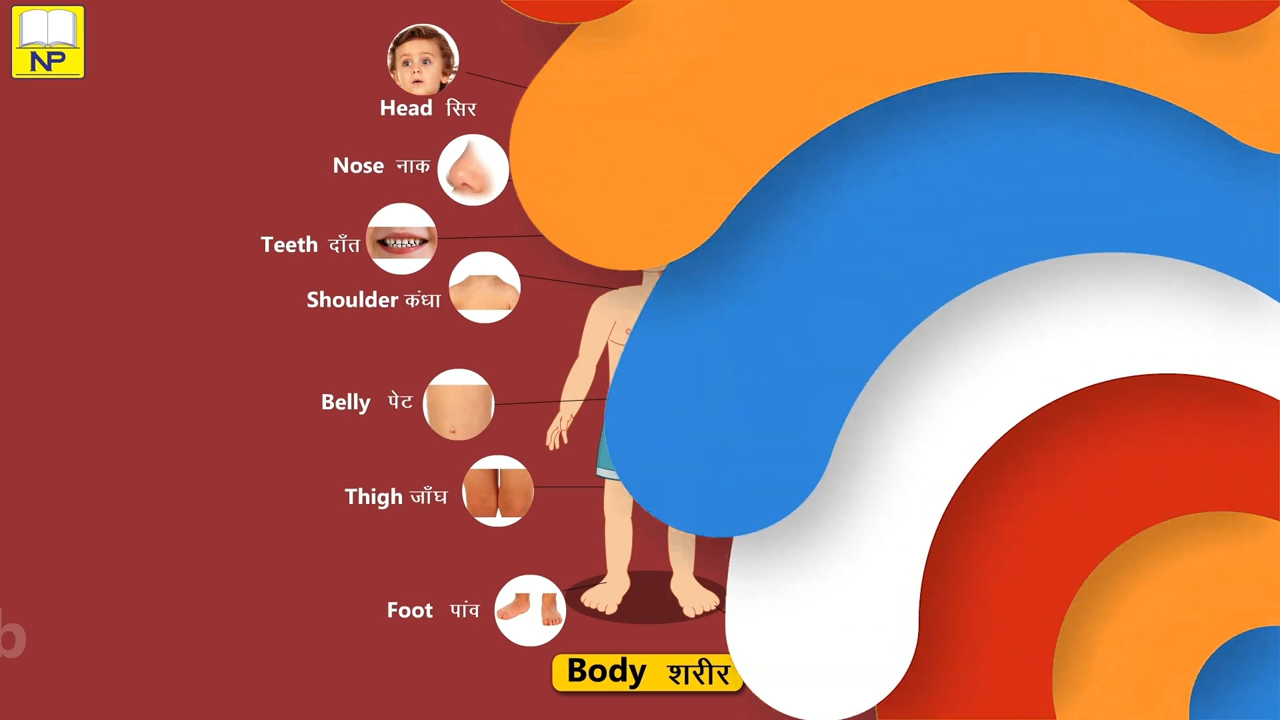 NP
Head सिर
Nose नाक
Teeth दाँत
Shoulder कंधा
Belly पेट
Thigh जाँघ
Foot पांव
b
Body शरीर